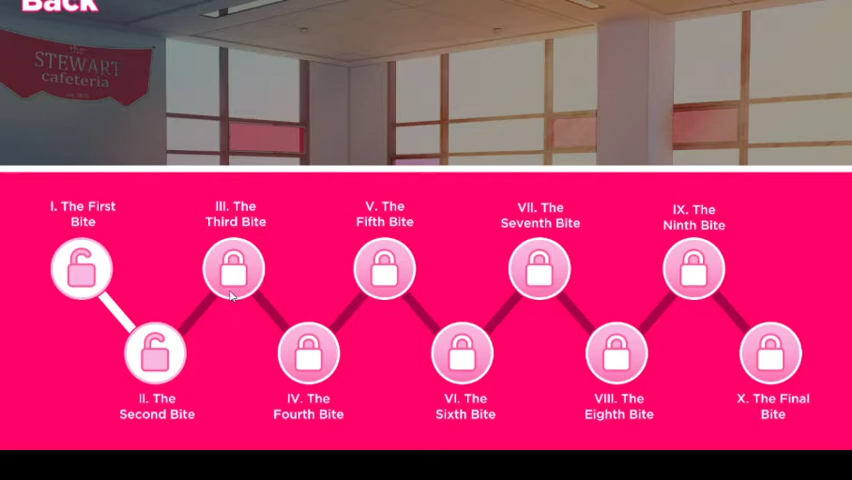 Back
the
STEWART
cafeteria
I. The First
Bite
III. The
Third Bite
V. The
Fifth Bite
VII. The
Seventh Bite
IX. The
Ninth Bite
II. The
Second Bite
IV. The
Fourth Bite
VI. The
Sixth Bite
VIII. The
Eighth Bite
X. The Final
Bite